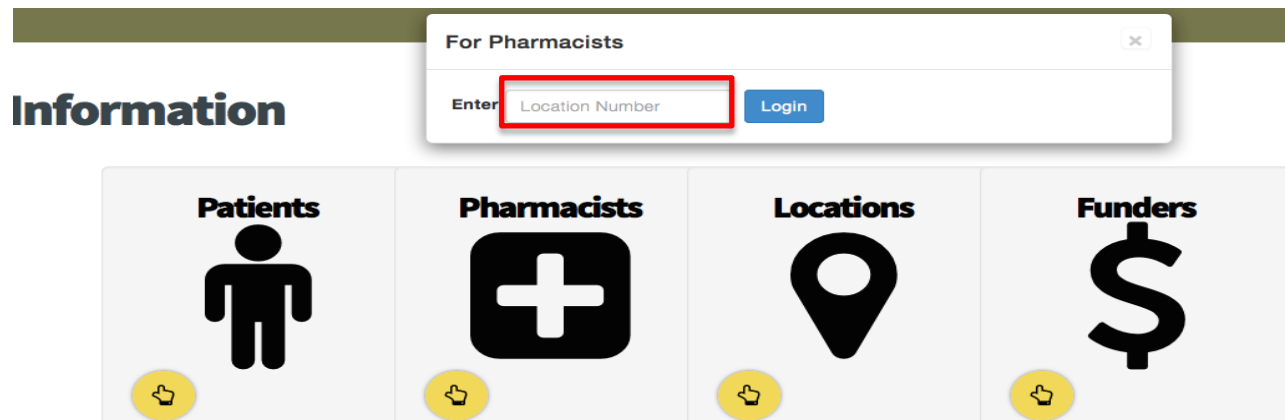 For Pharmacists
Enter Location Number Login
Information
Patients Pharmacists Locations Funders